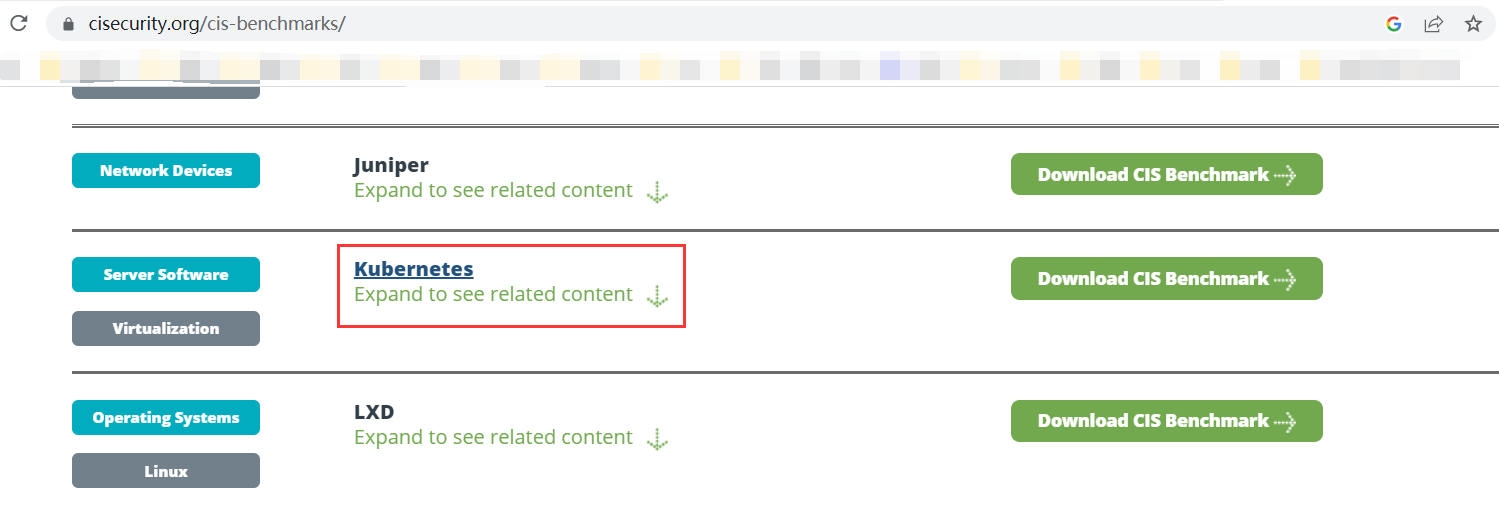 cisecurity.org/cis-benchmarks/
Network Devices
Juniper
Expand to see related content
Download CIS Benchmark
Server Software
Virtualization
Kubernetes
Expand to see related content
Download CIS Benchmark
Operating Systems
Linux
LXD
Expand to see related content
Download CIS Benchmark